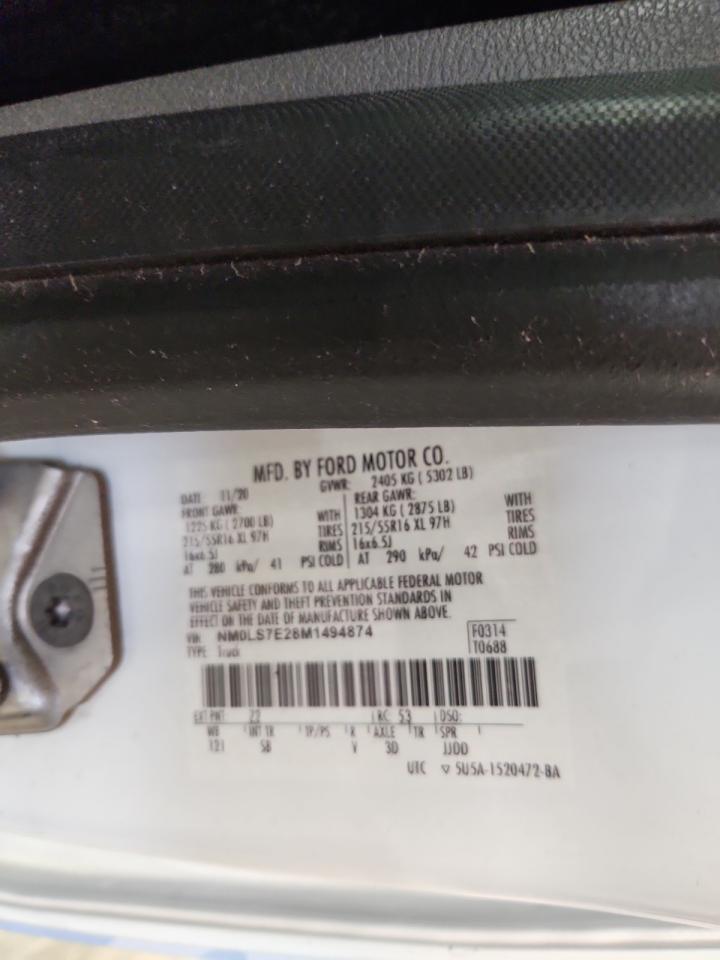 MFD. BY FORD MOTOR CO.
DATE: 11/20 GVWR: 2405 KG ( 5302 LB)
FRONT GAWR: REAR GAWR:
1225 KG ( 2700 LB) WITH 1304 KG ( 2875 LB) WITH
215/55R16 XL 97H TIRES 215/55R16 XL 97H TIRES
16x6.5J RIMS 16x6.5J RIMS
AT 280 kPa/ 41 PSI COLD AT 290 kPa/ 42 PSI COLD
THIS VEHICLE CONFORMS TO ALL APPLICABLE FEDERAL MOTOR
VEHICLE SAFETY AND THEFT PREVENTION STANDARDS IN
EFFECT ON THE DATE OF MANUFACTURE SHOWN ABOVE.
VIN: NM0LS7E28M1494874 F0314
TYPE: Truck T0688
EXT PNT: Z2 RC: 53 DSO:
WB INT TR TP/PS R AXLE TR SPR
121 SB V 3D JJDD
UTC ▽ 5U5A-1520472-BA